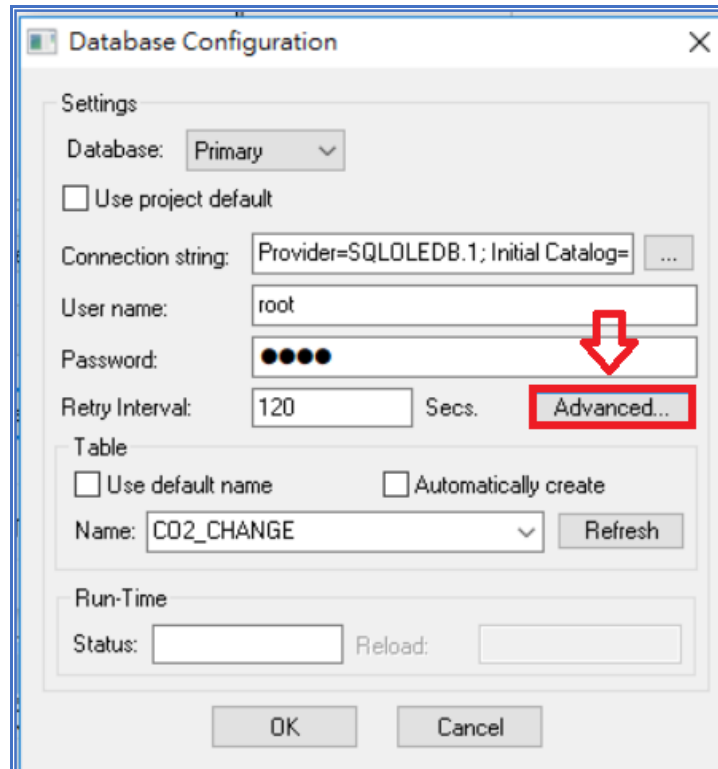 Database Configuration
Settings
Database: Primary
Use project default
Connection string: Provider=SQLOLEDB.1; Initial Catalog= ...
User name: root
Password: ●●●●
Retry Interval: 120 Secs. Advanced...
Table
Use default name Automatically create
Name: CO2_CHANGE Refresh
Run-Time
Status: Reload:
OK Cancel